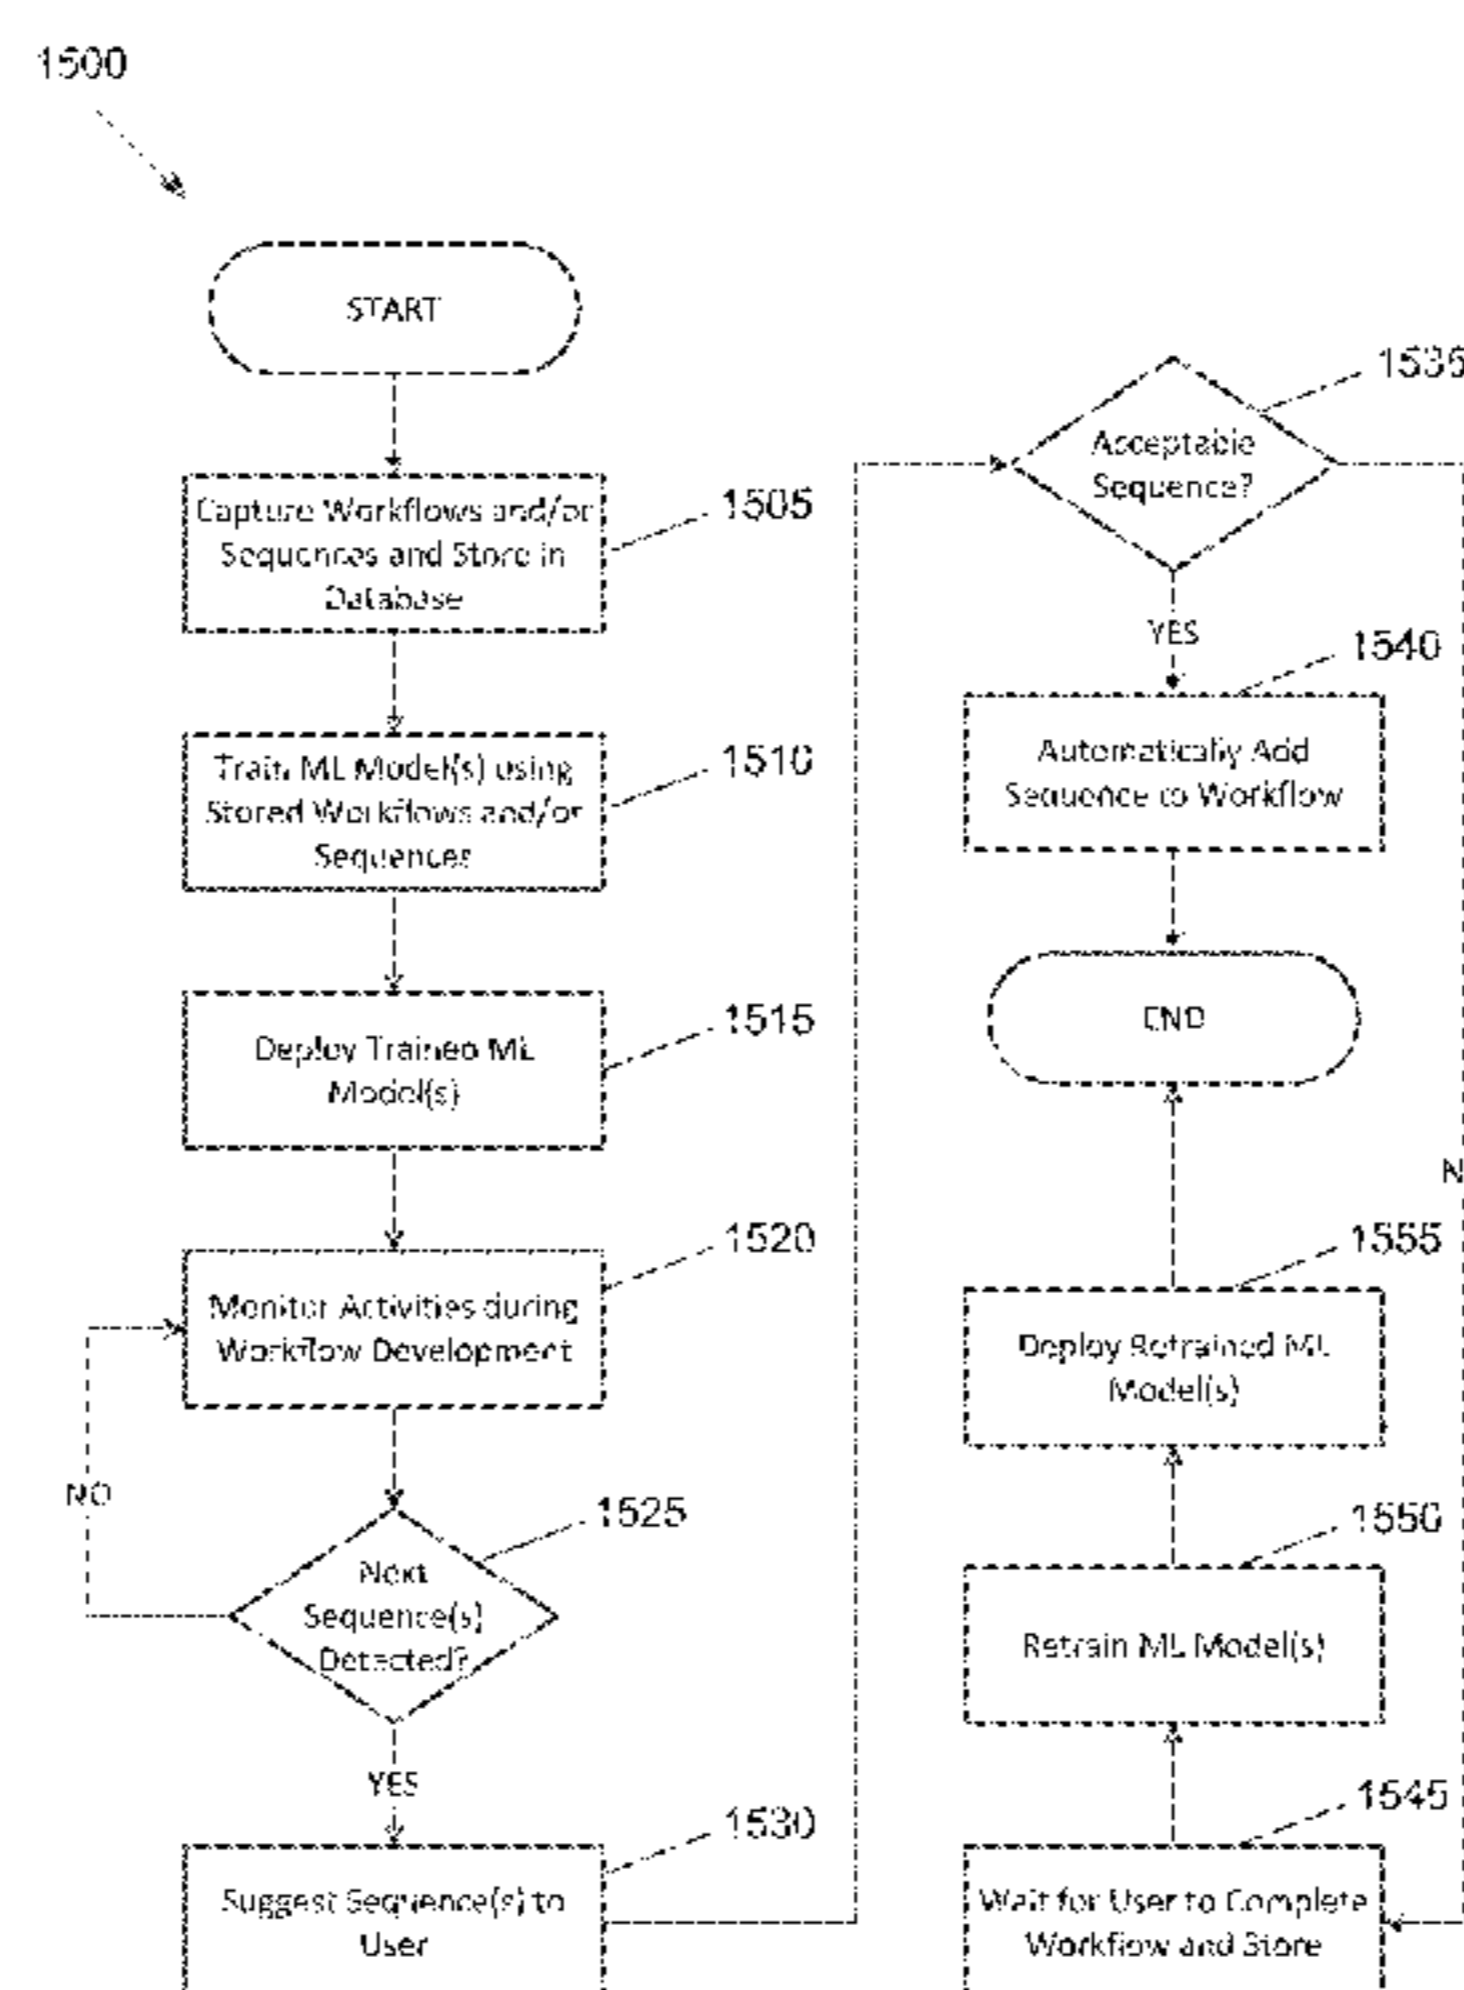 1500
START
Capture Workflows and/or
Sequences and Store in
Database
1505
Train ML Model(s) using
Stored Workflows and/or
Sequences
1510
Deploy Trained ML
Model(s)
1515
Monitor Activities during
Workflow Development
1520
NO
Next
Sequence(s)
Detected?
1525
YES
Suggest Sequence(s) to
User
1530
Acceptable
Sequence?
1535
YES
Automatically Add
Sequence to Workflow
1540
END
N
Deploy Retrained ML
Model(s)
1555
Retrain ML Model(s)
1550
Wait for User to Complete
Workflow and Store
1545